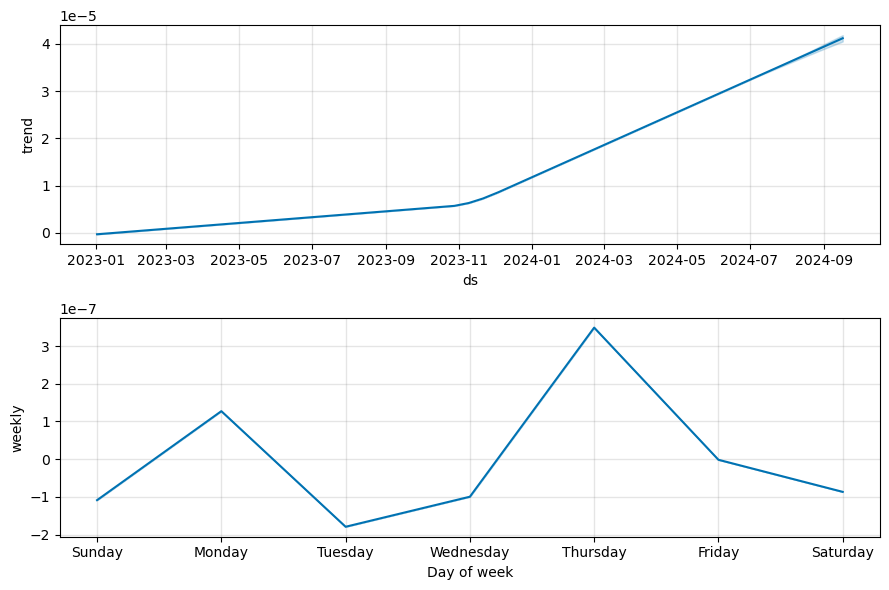 1e−5
4
3
2
1
0
trend
2023-01 2023-03 2023-05 2023-07 2023-09 2023-11 2024-01 2024-03 2024-05 2024-07 2024-09
ds
1e−7
3
2
1
0
−1
−2
weekly
Sunday Monday Tuesday Wednesday Thursday Friday Saturday
Day of week